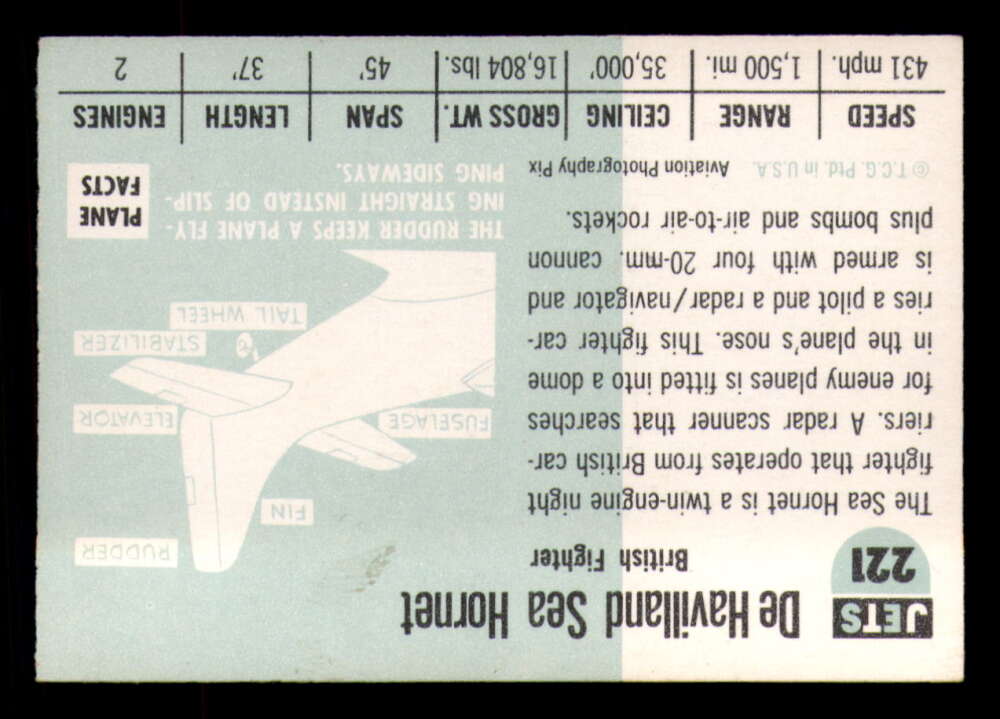 JETS
221
De Havilland Sea Hornet
British Fighter
The Sea Hornet is a twin-engine night
fighter that operates from British car-
riers. A radar scanner that searches
for enemy planes is fitted into a dome
in the plane's nose. This fighter car-
ries a pilot and a radar/navigator and
is armed with four 20-mm. cannon
plus bombs and air-to-air rockets.
© T.C.G. Ptd. in U.S.A. Aviation Photography Pix
RUDDER
FIN
FUSELAGE
ELEVATOR
STABILIZER
TAIL WHEEL
PLANE
FACTS
THE RUDDER KEEPS A PLANE FLY-
ING STRAIGHT INSTEAD OF SLIP-
PING SIDEWAYS.
SPEED RANGE CEILING GROSS WT. SPAN LENGTH ENGINES
431 mph. 1,500 mi. 35,000' 16,804 lbs. 45' 37' 2